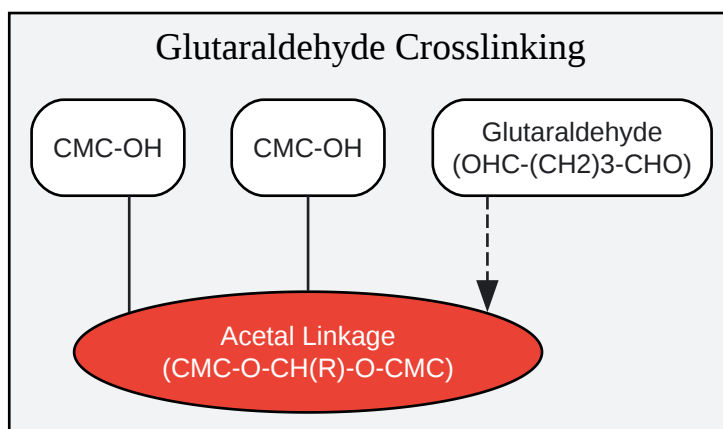 Glutaraldehyde Crosslinking
CMC-OH
CMC-OH
Glutaraldehyde
(OHC-(CH2)3-CHO)
Acetal Linkage
(CMC-O-CH(R)-O-CMC)